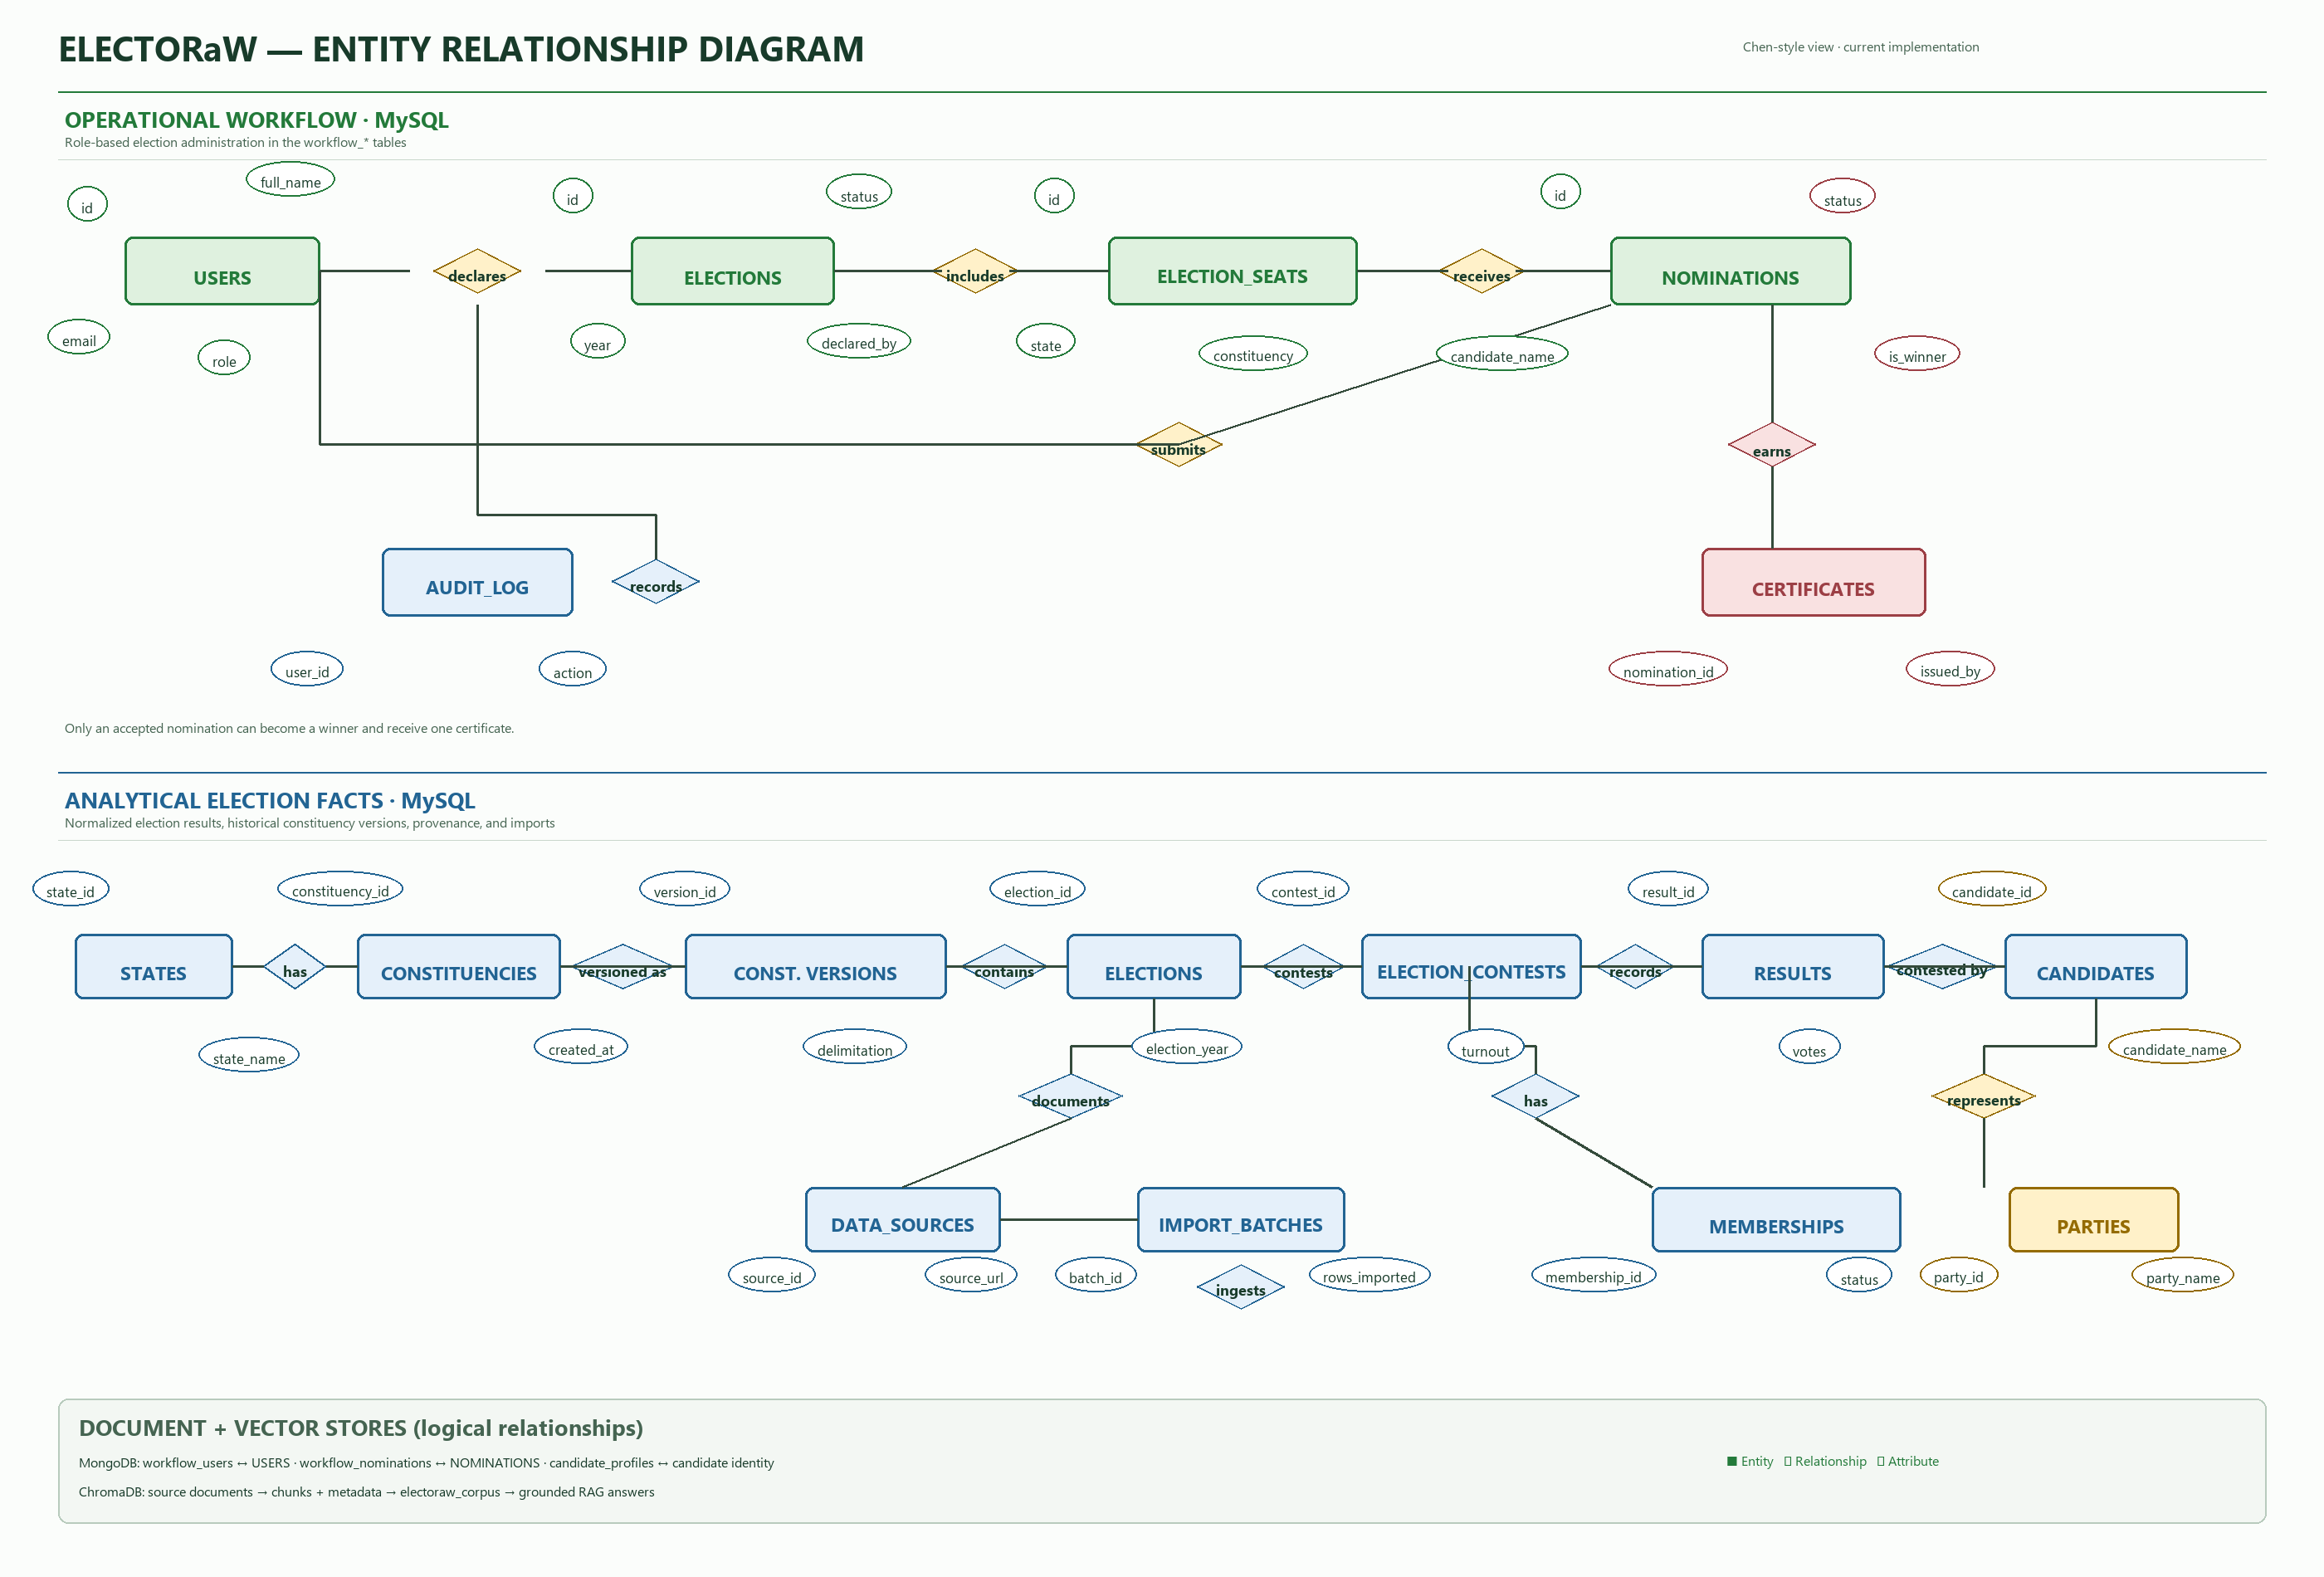 ELECTORaW — ENTITY RELATIONSHIP DIAGRAM
Chen-style view · current implementation
OPERATIONAL WORKFLOW · MySQL
Role-based election administration in the workflow_* tables
full_name
id
id
status
id
id
status
USERS
declares
ELECTIONS
includes
ELECTION_SEATS
receives
NOMINATIONS
email
role
year
declared_by
state
constituency
candidate_name
is_winner
submits
earns
AUDIT_LOG
records
CERTIFICATES
user_id
action
nomination_id
issued_by
Only an accepted nomination can become a winner and receive one certificate.
ANALYTICAL ELECTION FACTS · MySQL
Normalized election results, historical constituency versions, provenance, and imports
state_id
constituency_id
version_id
election_id
contest_id
result_id
candidate_id
STATES
has
CONSTITUENCIES
versioned as
CONST. VERSIONS
contains
ELECTIONS
contests
ELECTION_CONTESTS
records
RESULTS
contested by
CANDIDATES
state_name
created_at
delimitation
election_year
turnout
votes
candidate_name
documents
has
represents
DATA_SOURCES
IMPORT_BATCHES
MEMBERSHIPS
PARTIES
source_id
source_url
batch_id
ingests
rows_imported
membership_id
status
party_id
party_name
DOCUMENT + VECTOR STORES (logical relationships)
MongoDB: workflow_users ↔ USERS · workflow_nominations ↔ NOMINATIONS · candidate_profiles ↔ candidate identity
■ Entity ▯ Relationship ▯ Attribute
ChromaDB: source documents → chunks + metadata → electoraw_corpus → grounded RAG answers